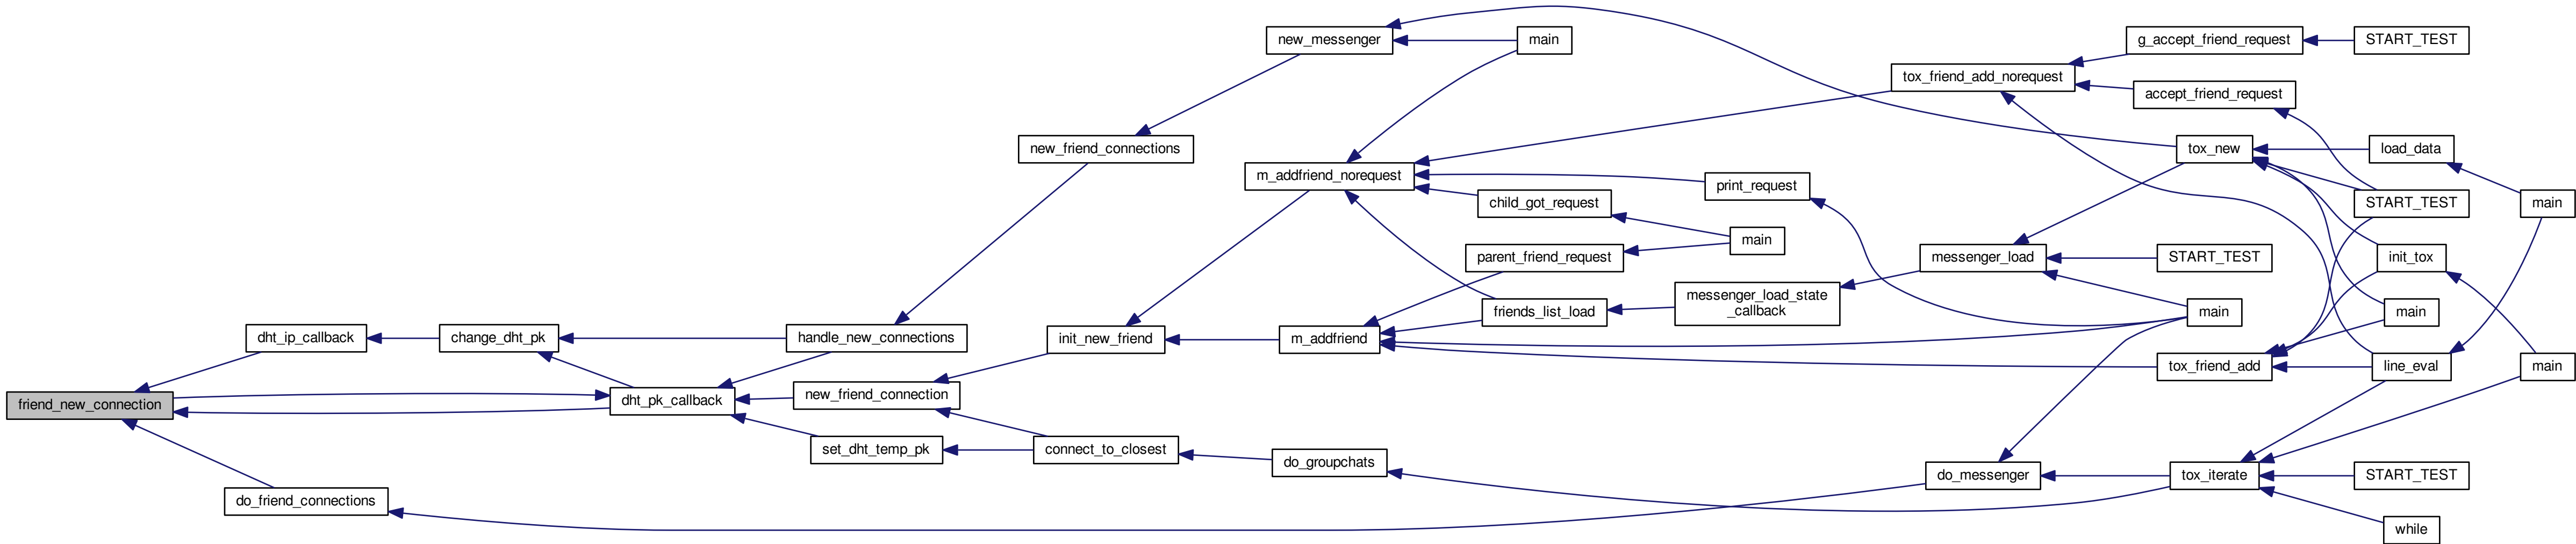 friend_new_connection
dht_ip_callback
do_friend_connections
change_dht_pk
dht_pk_callback
handle_new_connections
new_friend_connection
set_dht_temp_pk
new_friend_connections
init_new_friend
connect_to_closest
new_messenger
m_addfriend_norequest
m_addfriend
do_groupchats
main
child_got_request
parent_friend_request
friends_list_load
print_request
main
messenger_load_state
_callback
tox_friend_add_norequest
messenger_load
do_messenger
g_accept_friend_request
accept_friend_request
tox_new
START_TEST
main
tox_friend_add
tox_iterate
START_TEST
load_data
START_TEST
init_tox
main
line_eval
START_TEST
while
main
main